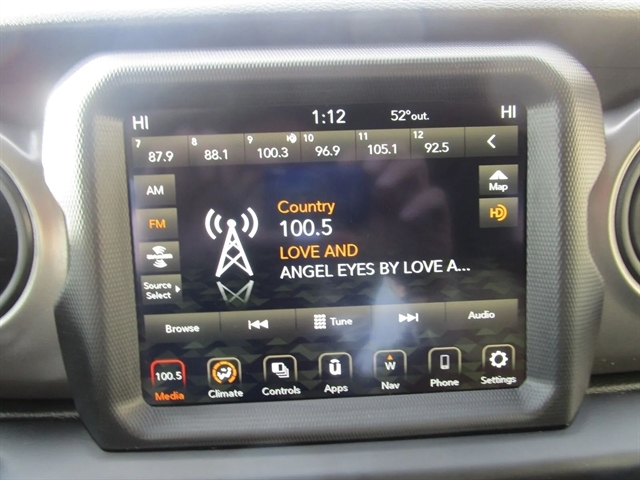 HI 1:12 52°out. HI
7 8 9 HD 10 11 12
87.9 88.1 100.3 96.9 105.1 92.5
AM
FM
Source
Select
Country
100.5
LOVE AND
ANGEL EYES BY LOVE A...
Map
HD
Browse Tune Audio
100.5 W
Media Climate Controls Apps Nav Phone Settings